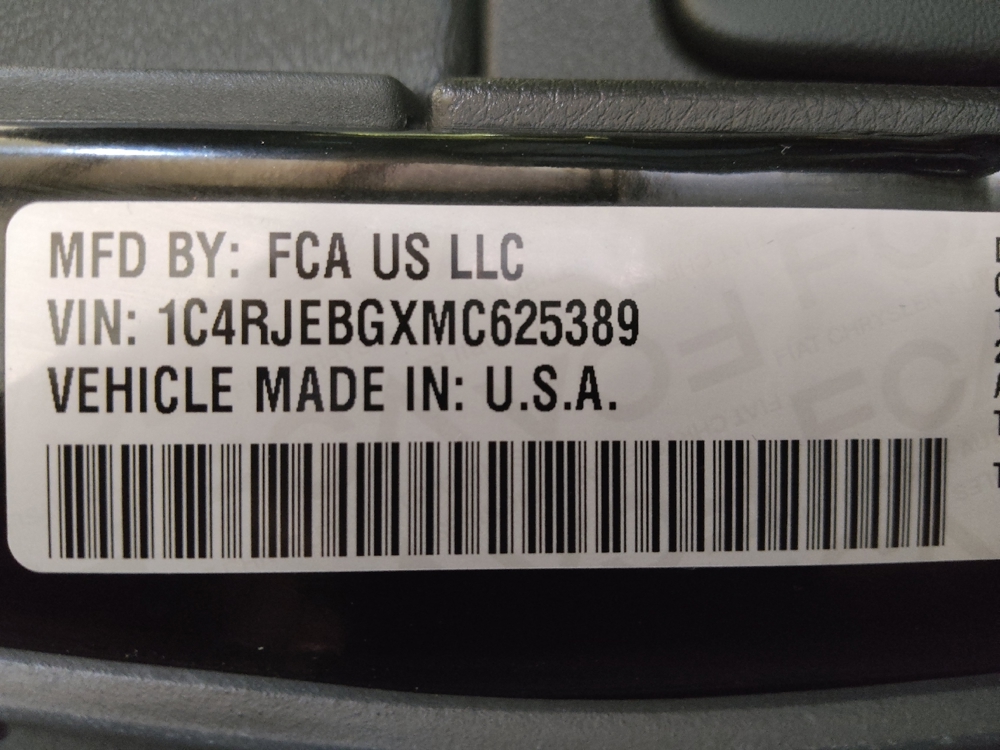 MFD BY: FCA US LLC
VIN: 1C4RJEBGXMC625389
VEHICLE MADE IN: U.S.A.